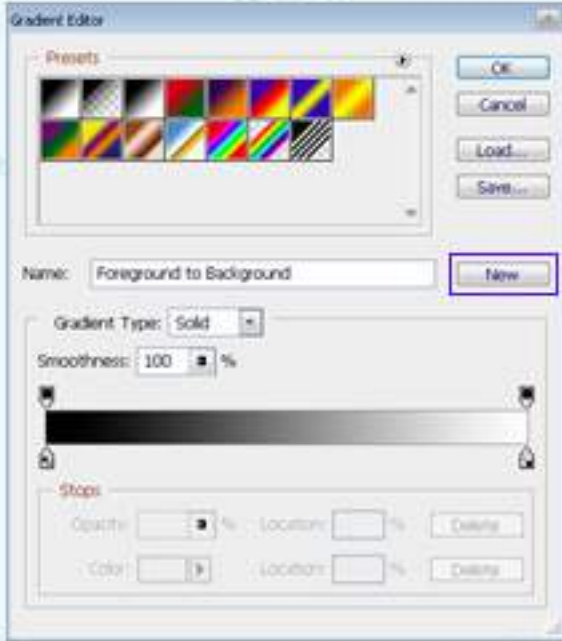 Gradient Editor
Presets
OK
Cancel
Load...
Save...
Name: Foreground to Background
New
Gradient Type: Solid
Smoothness: 100 %
Stops
Opacity: % Location: % Delete
Color: Location: % Delete